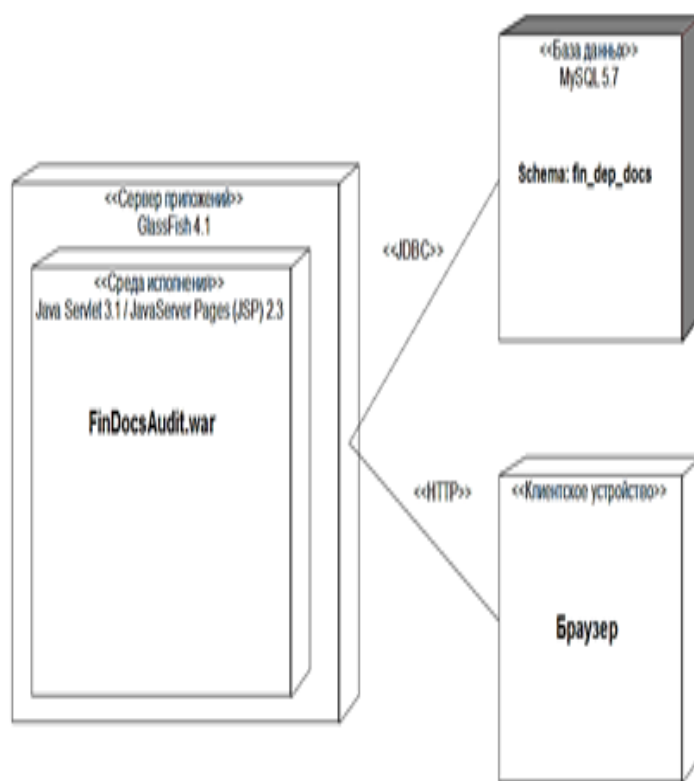 <<Сервер приложений>>
GlassFish 4.1
<<Среда исполнения>>
Java Servlet 3.1 / JavaServer Pages (JSP) 2.3
FinDocsAudit.war
<<JDBC>>
<<HTTP>>
<<База данных>>
MySQL 5.7
Schema: fin_dep_docs
<<Клиентское устройство>>
Браузер